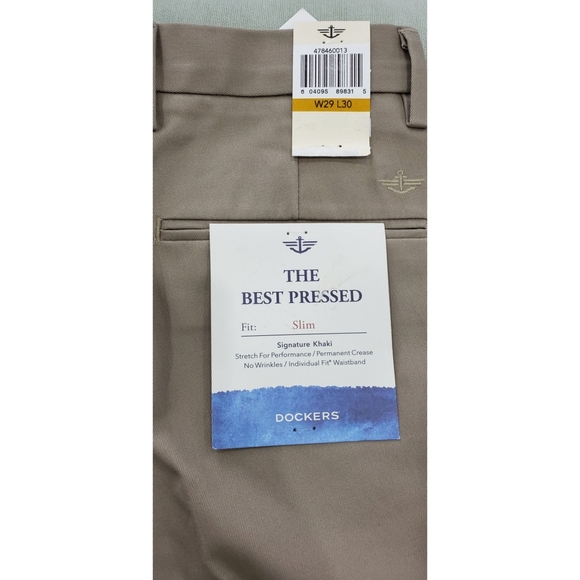 478460013
8 04095 89831 5
W29 L30
THE
BEST PRESSED
Fit: Slim
Signature Khaki
Stretch For Performance / Permanent Crease
No Wrinkles / Individual Fit® Waistband
DOCKERS